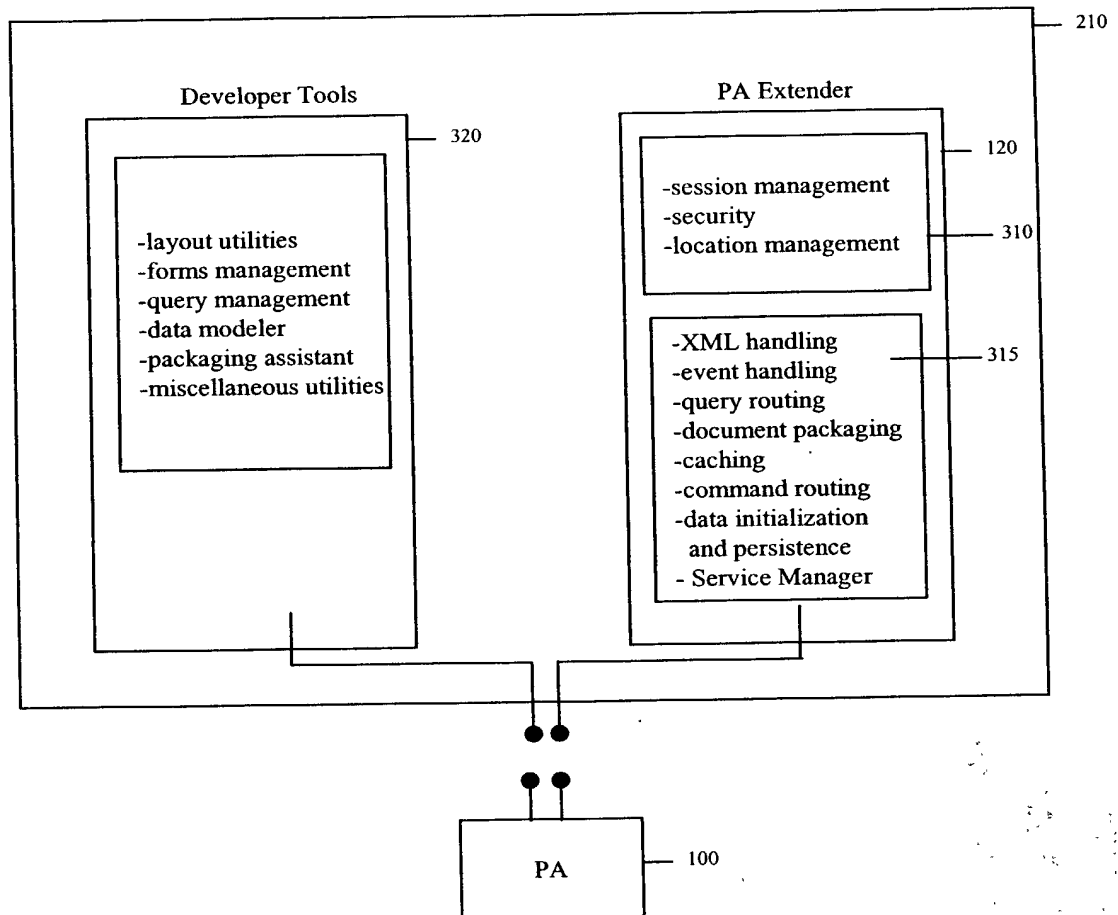 210
Developer Tools
320
-layout utilities
-forms management
-query management
-data modeler
-packaging assistant
-miscellaneous utilities
PA Extender
120
-session management
-security
-location management
310
-XML handling
315
-event handling
-query routing
-document packaging
-caching
-command routing
-data initialization
and persistence
- Service Manager
PA
100